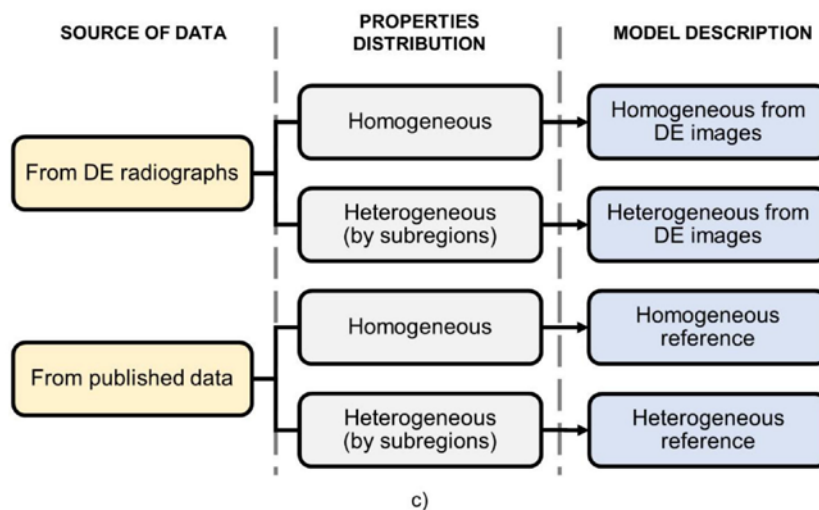 SOURCE OF DATA
PROPERTIES
DISTRIBUTION
MODEL DESCRIPTION
From DE radiographs
Homogeneous
Homogeneous from
DE images
Heterogeneous
(by subregions)
Heterogeneous from
DE images
From published data
Homogeneous
Homogeneous
reference
Heterogeneous
(by subregions)
Heterogeneous
reference
c)